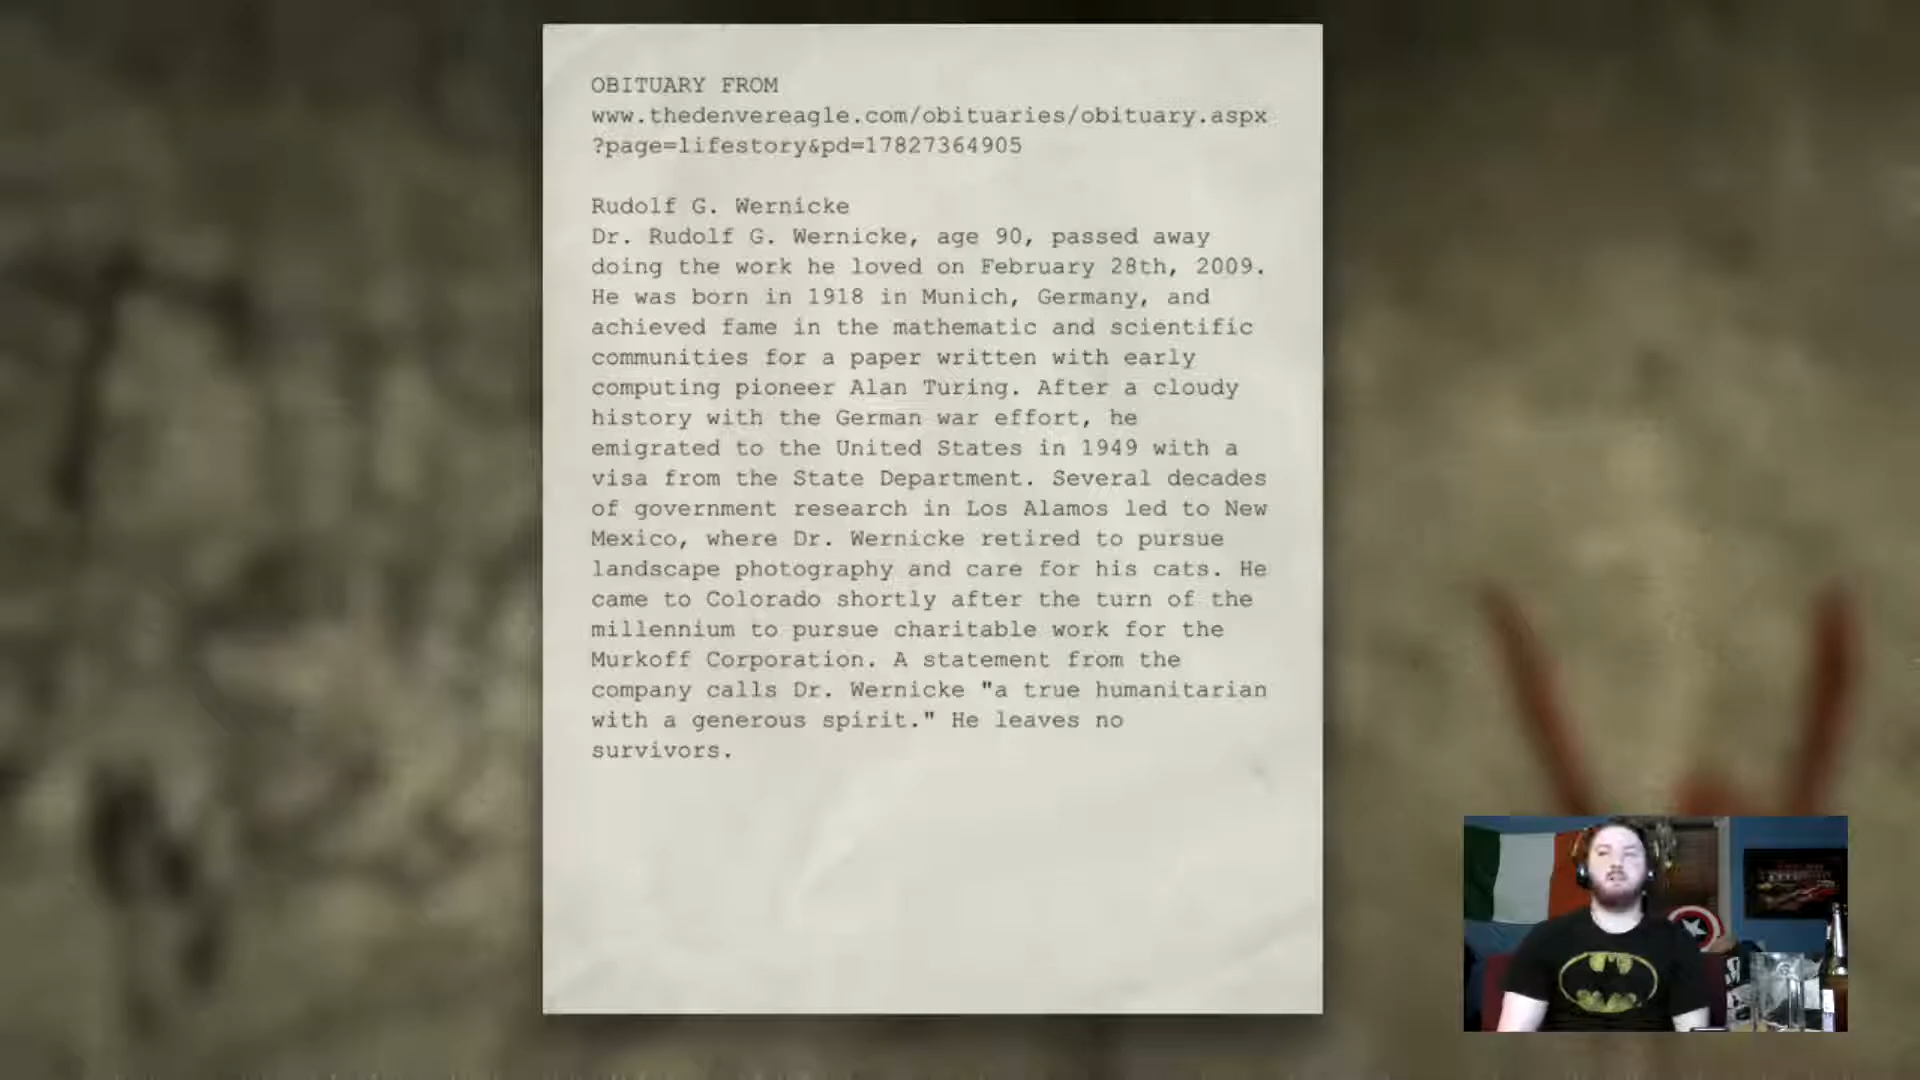 OBITUARY FROM
www.thedenvereagle.com/obituaries/obituary.aspx
?page=lifestory&pd=17827364905
Rudolf G. Wernicke
Dr. Rudolf G. Wernicke, age 90, passed away
doing the work he loved on February 28th, 2009.
He was born in 1918 in Munich, Germany, and
achieved fame in the mathematic and scientific
communities for a paper written with early
computing pioneer Alan Turing. After a cloudy
history with the German war effort, he
emigrated to the United States in 1949 with a
visa from the State Department. Several decades
of government research in Los Alamos led to New
Mexico, where Dr. Wernicke retired to pursue
landscape photography and care for his cats. He
came to Colorado shortly after the turn of the
millennium to pursue charitable work for the
Murkoff Corporation. A statement from the
company calls Dr. Wernicke "a true humanitarian
with a generous spirit." He leaves no
survivors.